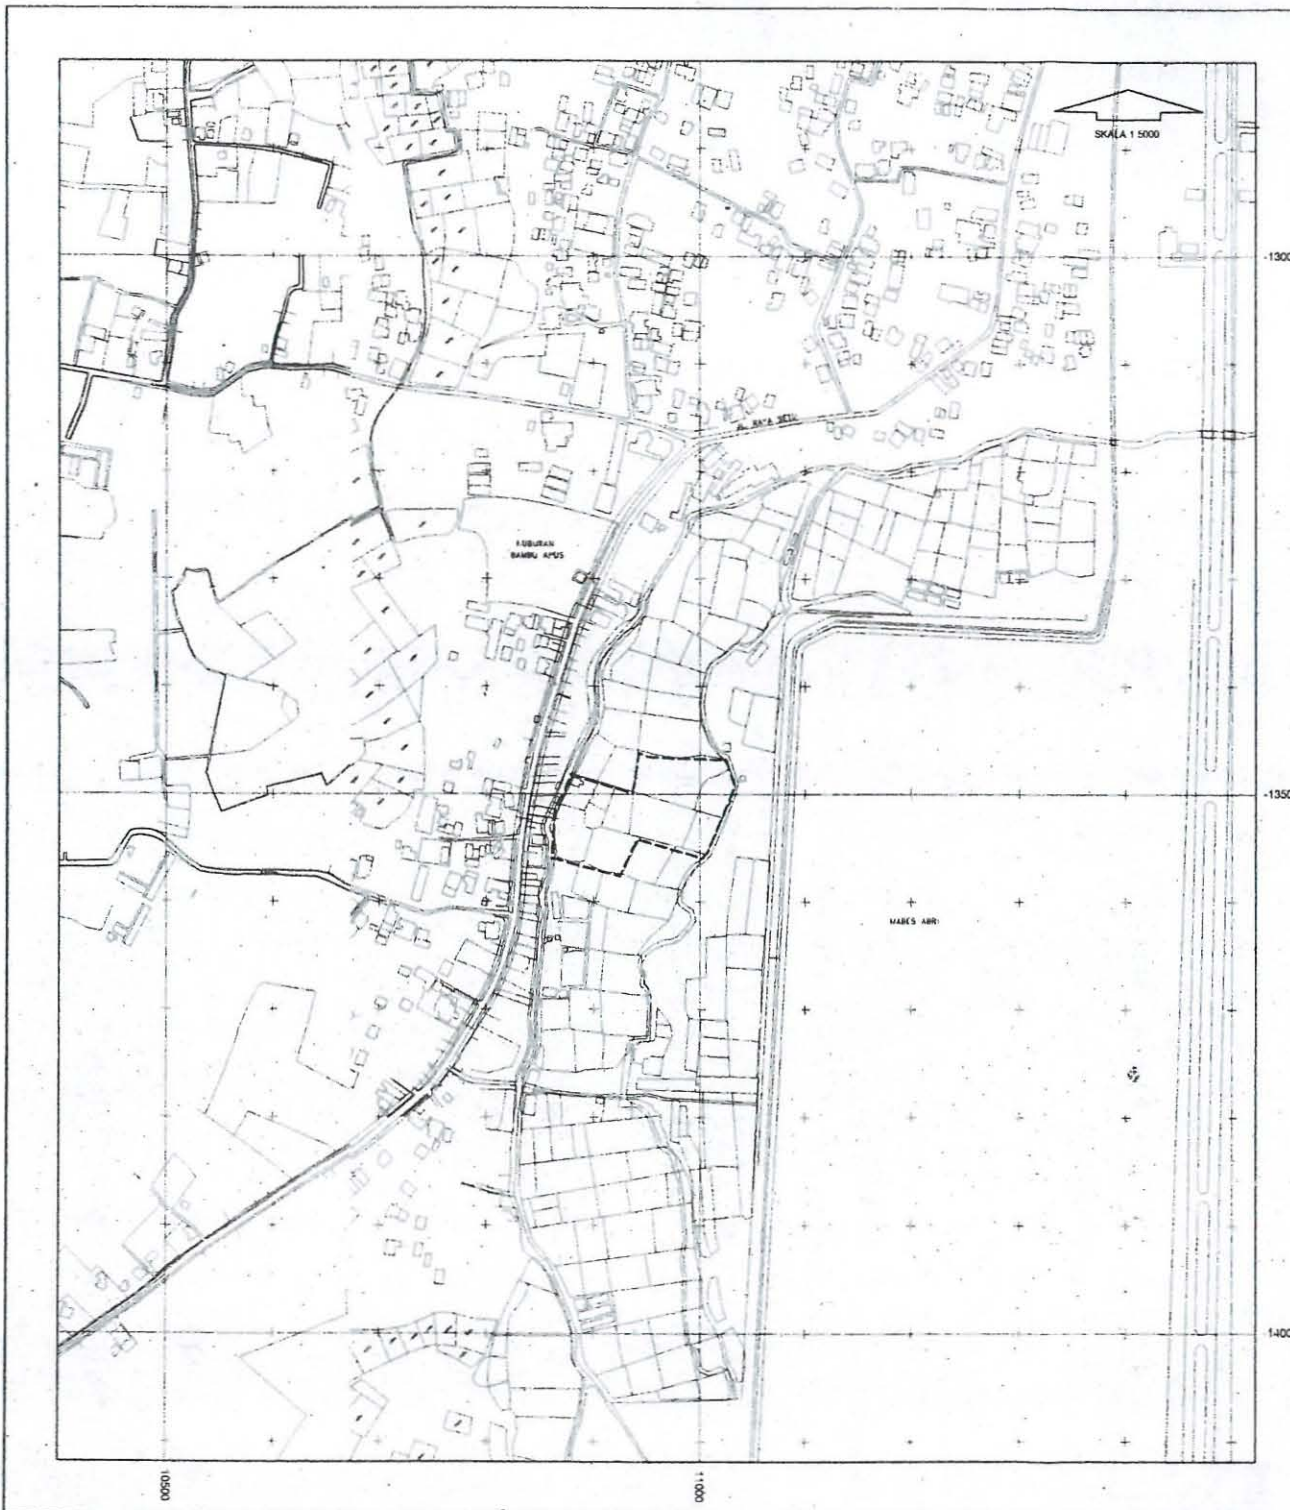 SKALA 1 5000
-1300
JL. RAYA SETU
KUBURAN
BAMBU APUS
-1350
MABES ABRI
-1400
10500
11000